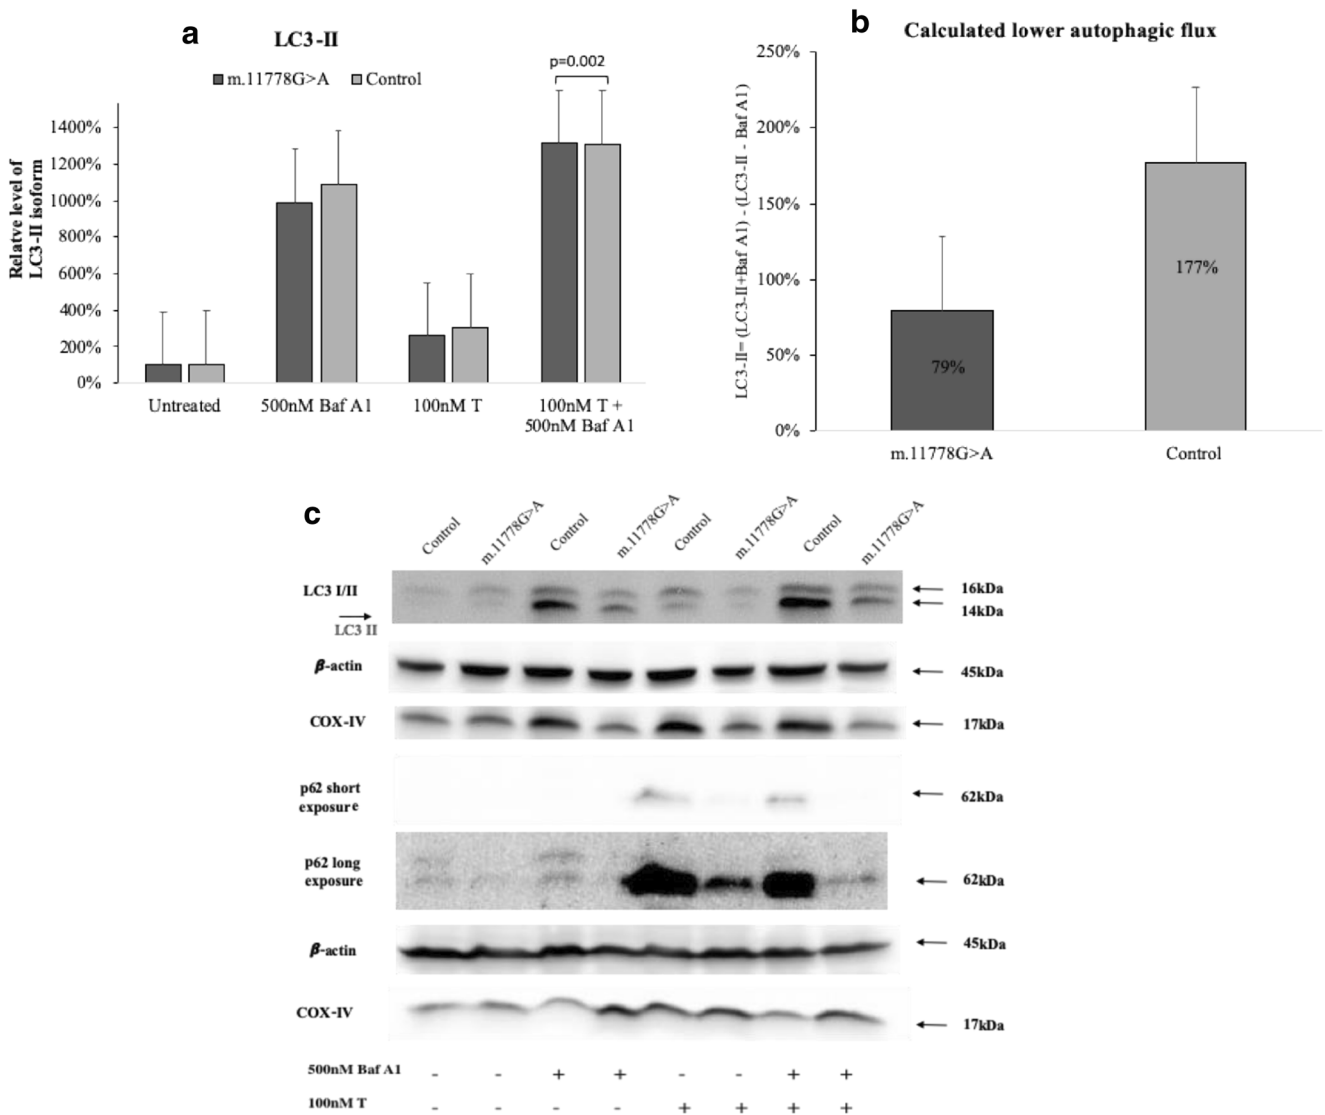 a
LC3-II
m.11778G>A
Control
p=0.002
Relatve level of
LC3-II isoform
1400%
1200%
1000%
800%
600%
400%
200%
0%
Untreated
500nM Baf A1
100nM T
100nM T +
500nM Baf A1
b
Calculated lower autophagic flux
LC3-II= (LC3-II+Baf A1) - (LC3-II - Baf A1)
250%
200%
150%
100%
50%
0%
79%
177%
m.11778G>A
Control
c
Control
m.11778G>A
Control
m.11778G>A
Control
m.11778G>A
Control
m.11778G>A
LC3 I/II
LC3 II
16kDa
14kDa
β-actin
45kDa
COX-IV
17kDa
p62 short
exposure
62kDa
p62 long
exposure
62kDa
β-actin
45kDa
COX-IV
17kDa
500nM Baf A1 - - + + - - + +
100nM T - - - - + + + +